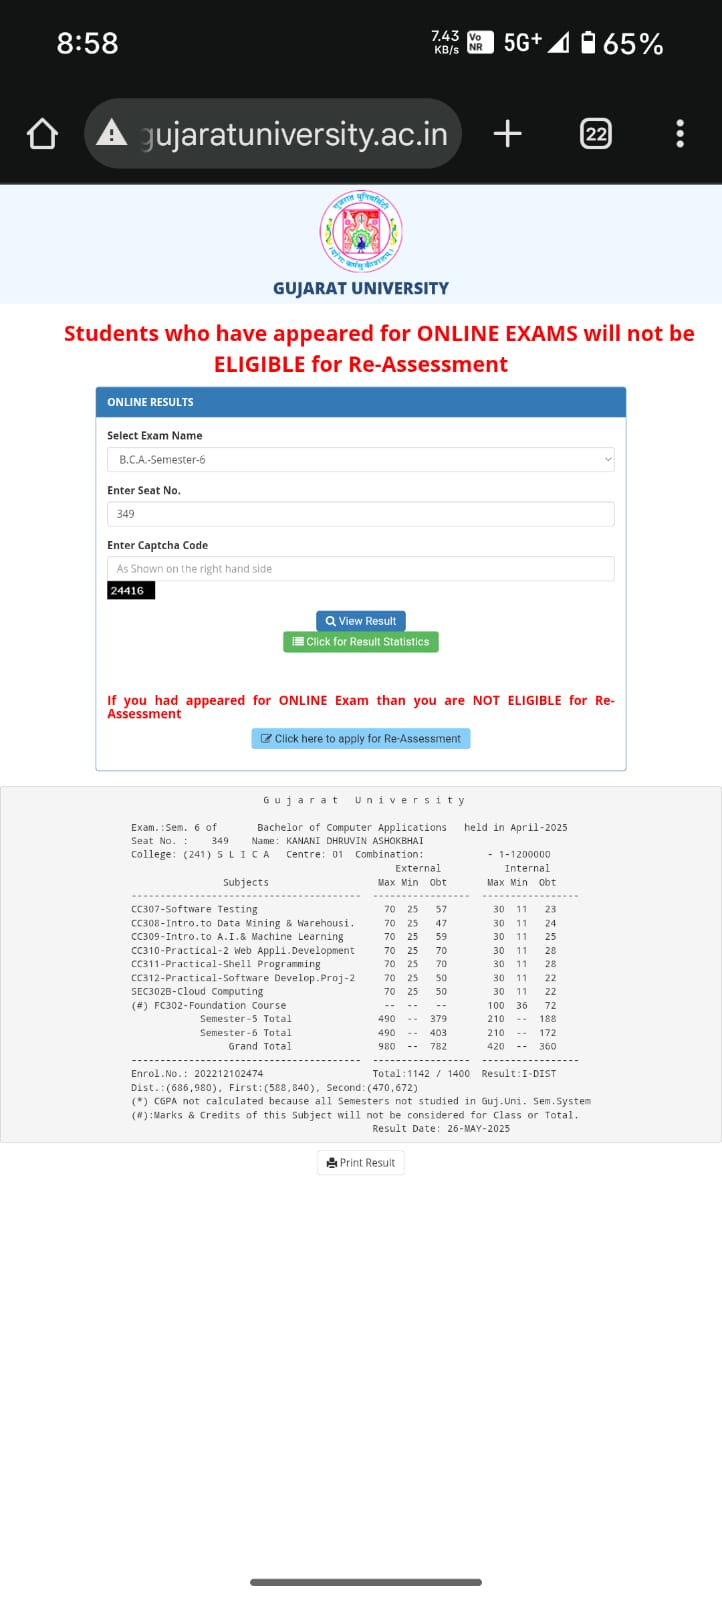 8:58
7.43 KB/s Vo NR 5G+ 65%
gujaratuniversity.ac.in
22
ગુજરાત યુનિવર્સિટી
GUJARAT UNIVERSITY
Students who have appeared for ONLINE EXAMS will not be
ELIGIBLE for Re-Assessment
ONLINE RESULTS
Select Exam Name
B.C.A.-Semester-6
Enter Seat No.
349
Enter Captcha Code
As Shown on the right hand side
24416
View Result
Click for Result Statistics
If you had appeared for ONLINE Exam than you are NOT ELIGIBLE for Re-
Assessment
Click here to apply for Re-Assessment
Gujarat University
Exam.:Sem. 6 of Bachelor of Computer Applications held in April-2025
Seat No. : 349 Name: KANANI DHRUVIN ASHOKBHAI
College: (241) S L I C A Centre: 01 Combination: - 1-1200000
External Internal
Subjects Max Min Obt Max Min Obt
CC307-Software Testing 70 25 57 30 11 23
CC308-Intro.to Data Mining & Warehousi. 70 25 47 30 11 24
CC309-Intro.to A.I.& Machine Learning 70 25 59 30 11 25
CC310-Practical-2 Web Appli.Development 70 25 70 30 11 28
CC311-Practical-Shell Programming 70 25 70 30 11 28
CC312-Practical-Software Develop.Proj-2 70 25 50 30 11 22
SEC302B-Cloud Computing 70 25 50 30 11 22
(#) FC302-Foundation Course -- -- -- 100 36 72
Semester-5 Total 490 -- 379 210 -- 188
Semester-6 Total 490 -- 403 210 -- 172
Grand Total 980 -- 782 420 -- 360
Enrol.No.: 202212102474 Total:1142 / 1400 Result:I-DIST
Dist.:(686,980), First:(588,840), Second:(470,672)
(*) CGPA not calculated because all Semesters not studied in Guj.Uni. Sem.System
(#):Marks & Credits of this Subject will not be considered for Class or Total.
Result Date: 26-MAY-2025
Print Result